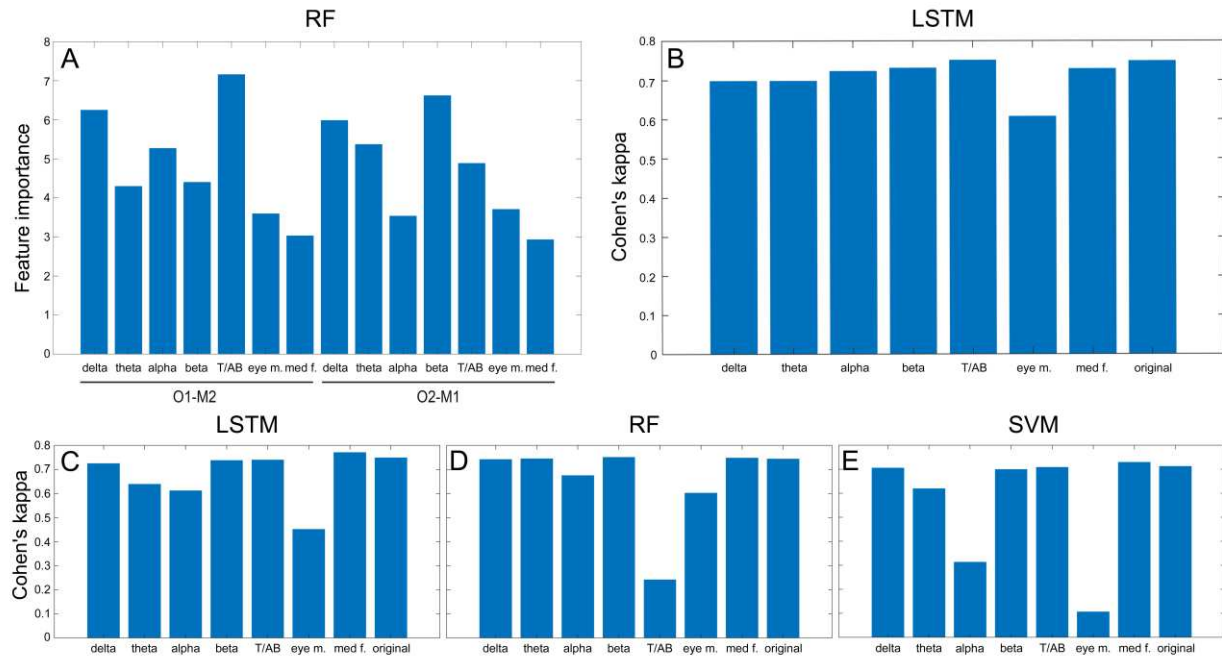 RF
A
Feature importance
8
7
6
5
4
3
2
1
0
delta theta alpha beta T/AB eye m. med f. delta theta alpha beta T/AB eye m. med f.
O1-M2 O2-M1
LSTM
B
Cohen's kappa
0.8
0.7
0.6
0.5
0.4
0.3
0.2
0.1
0
delta theta alpha beta T/AB eye m. med f. original
LSTM
C
Cohen's kappa
0.8
0.7
0.6
0.5
0.4
0.3
0.2
0.1
0
delta theta alpha beta T/AB eye m. med f. original
RF
D
delta theta alpha beta T/AB eye m. med f. original
SVM
E
delta theta alpha beta T/AB eye m. med f. original